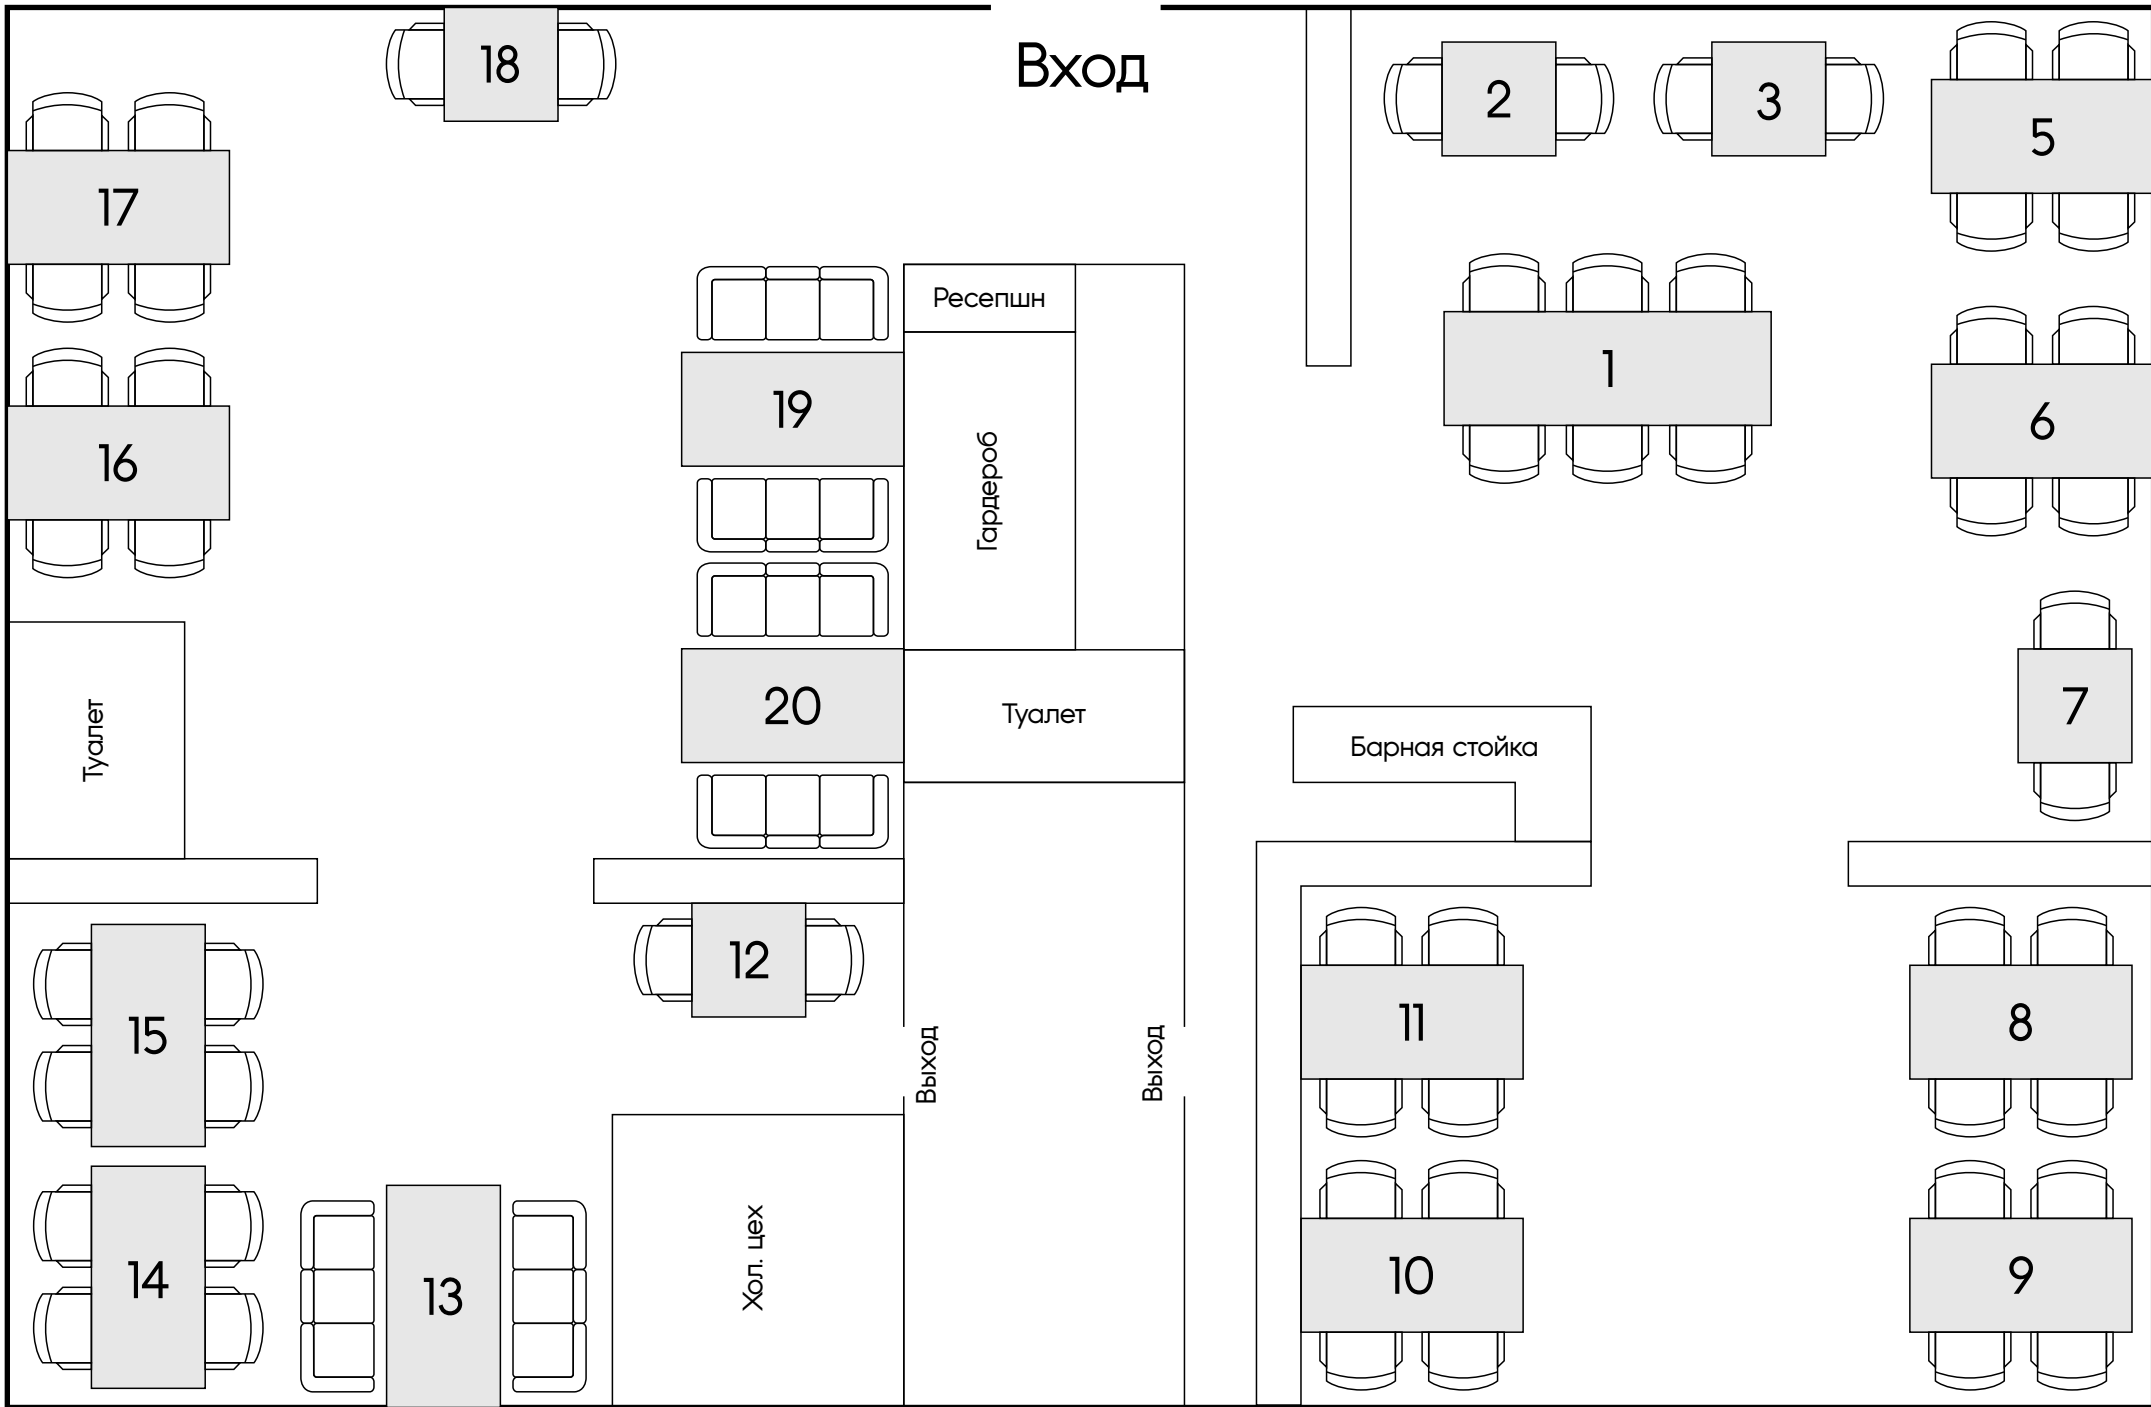 Вход
18
2
3
5
17
Ресепшн
1
19
6
16
Гардероб
20
Туалет
7
Туалет
Барная стойка
12
15
11
8
Выход
Выход
14
13
Хол. цех
10
9